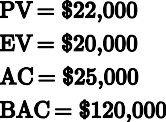 PV = $22,000
EV = $20,000
AC = $25,000
BAC = $120,000